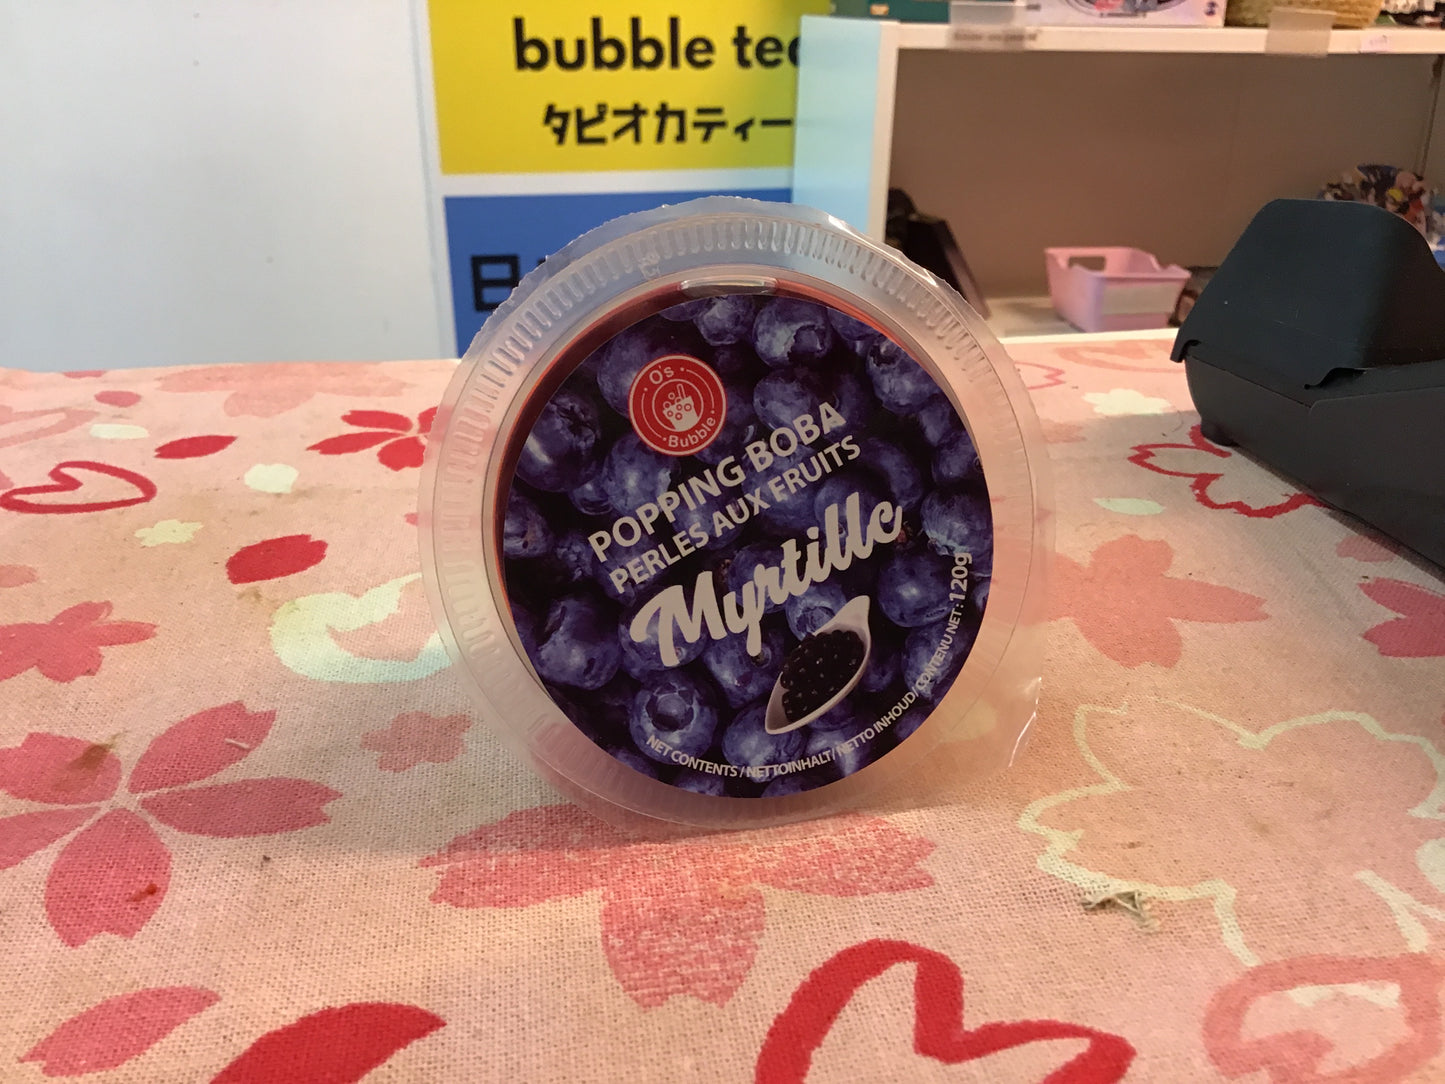 bubble tea
タピオカティー
日
O's
Bubble
POPPING BOBA
PERLES AUX FRUITS
Myrtille
NET CONTENTS / NETTOINHALT / NETTO INHOUD / CONTENU NET : 120g